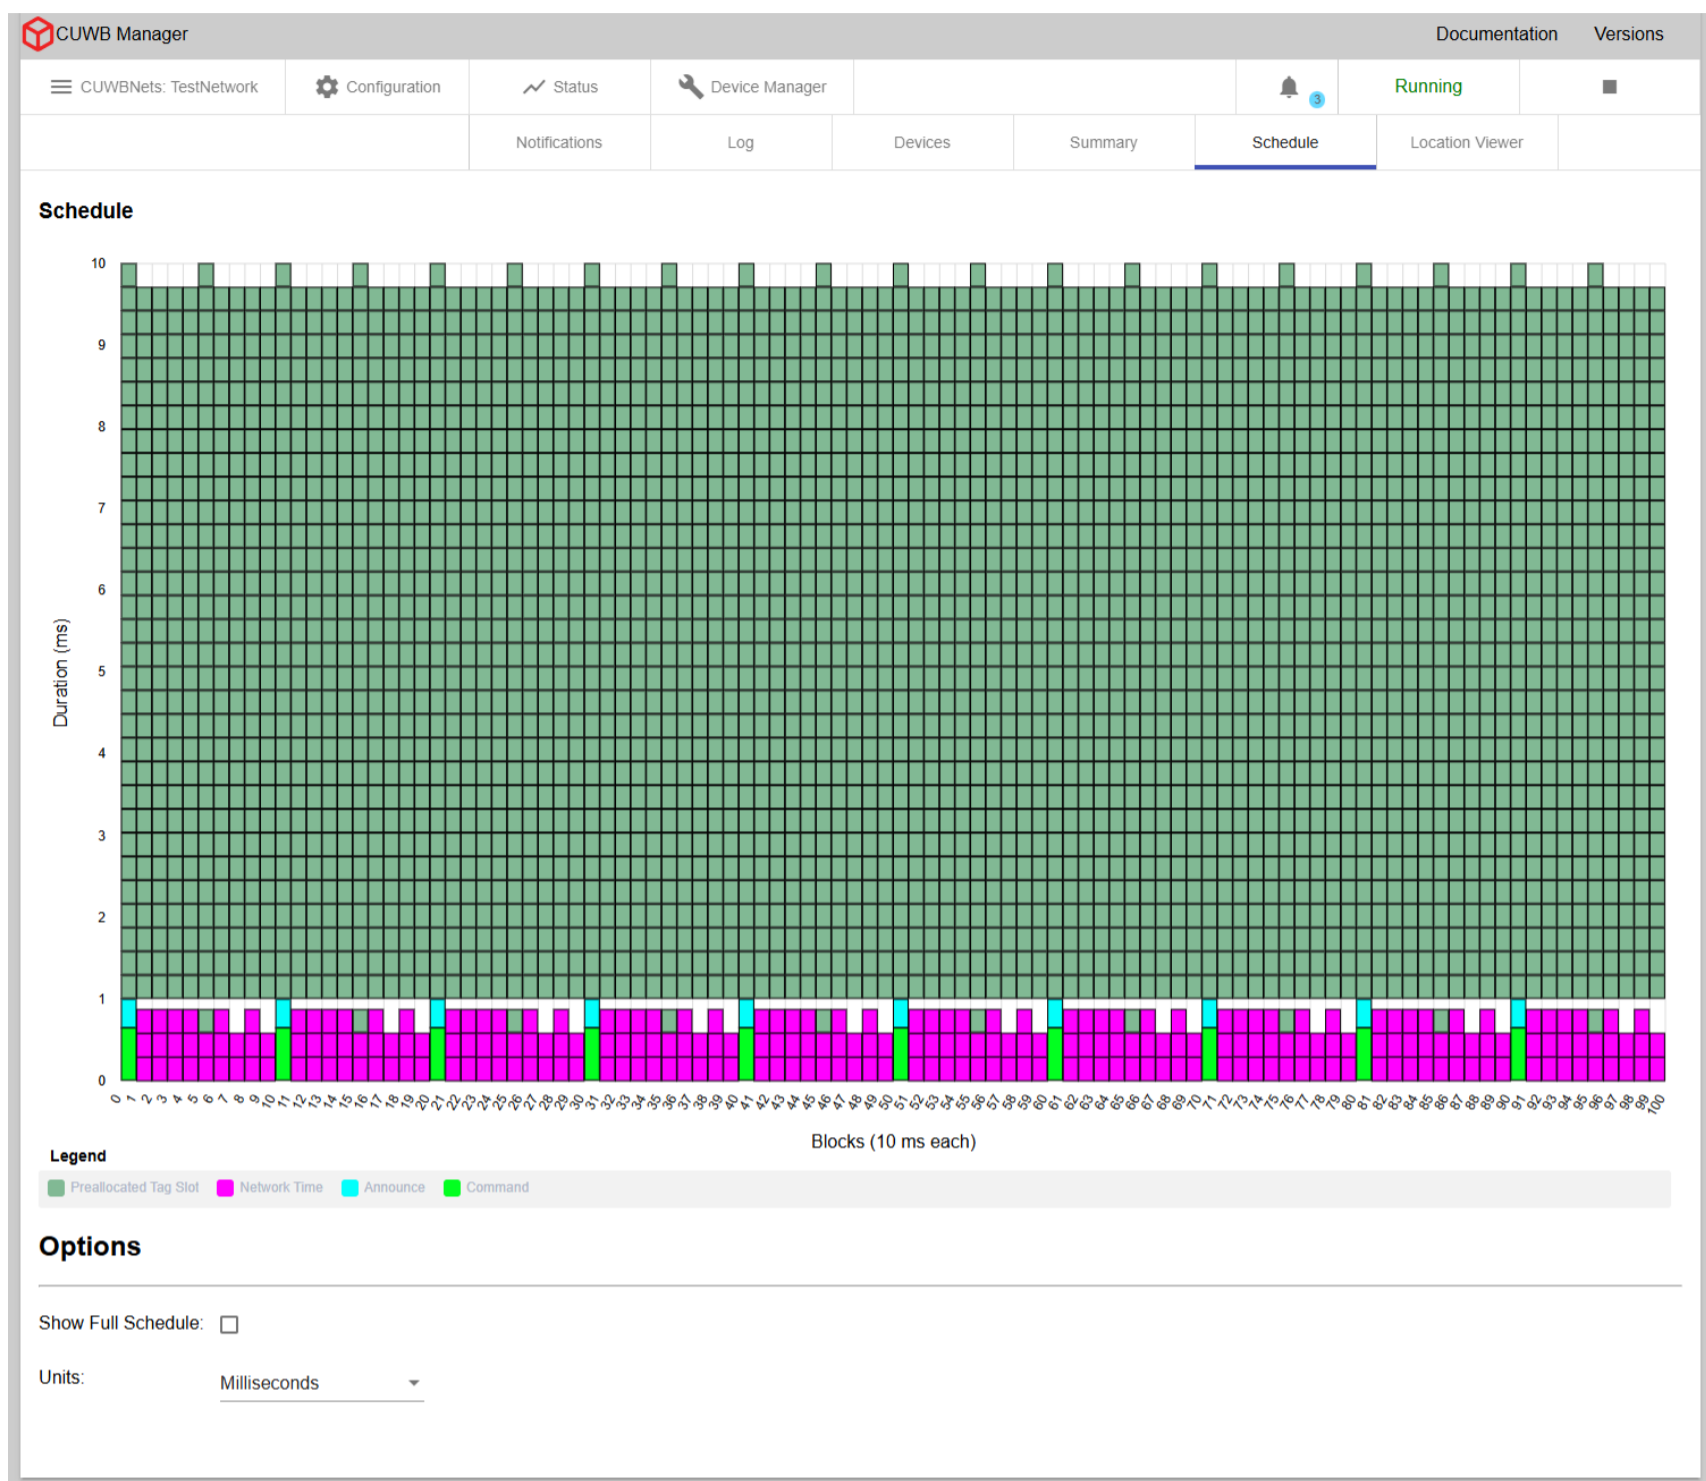 CUWB Manager
Documentation Versions
CUWBNets: TestNetwork Configuration Status Device Manager 3 Running
Notifications Log Devices Summary Schedule Location Viewer
Schedule
10
9
8
7
6
5
4
3
2
1
0
Duration (ms)
0 1 2 3 4 5 6 7 8 9 10 11 12 13 14 15 16 17 18 19 20 21 22 23 24 25 26 27 28 29 30 31 32 33 34 35 36 37 38 39 40 41 42 43 44 45 46 47 48 49 50 51 52 53 54 55 56 57 58 59 60 61 62 63 64 65 66 67 68 69 70 71 72 73 74 75 76 77 78 79 80 81 82 83 84 85 86 87 88 89 90 91 92 93 94 95 96 97 98 99 100
Blocks (10 ms each)
Legend
Preallocated Tag Slot Network Time Announce Command
Options
Show Full Schedule:
Units: Milliseconds